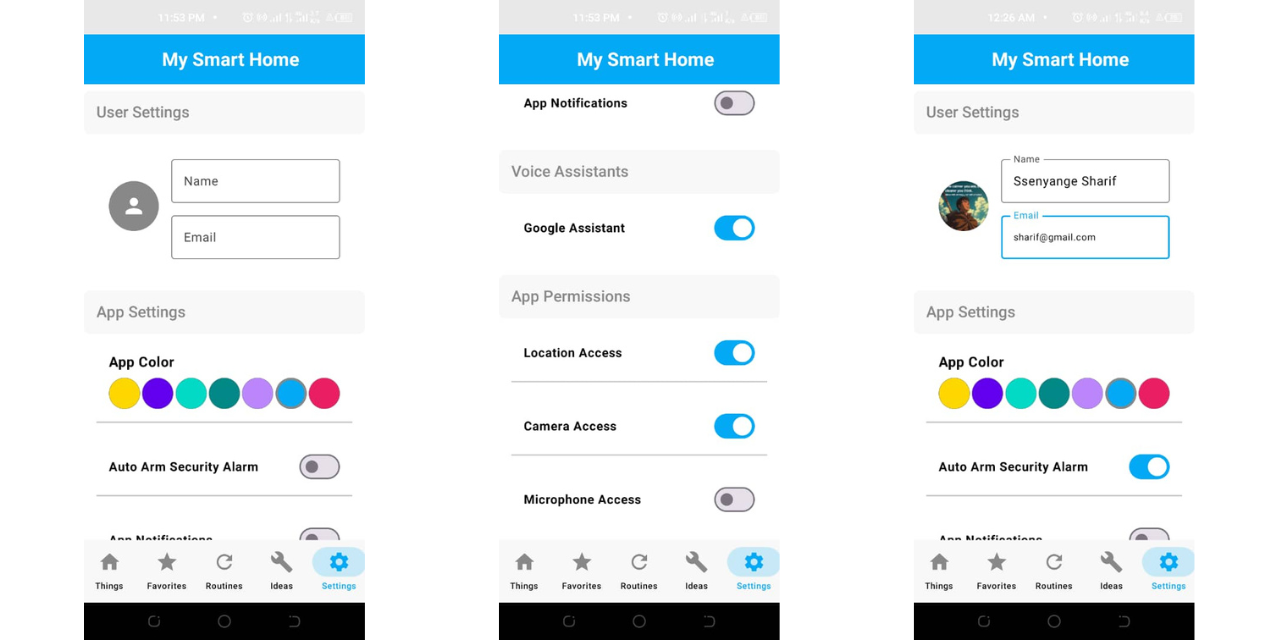 11:53 PM
My Smart Home
User Settings
Name
Email
App Settings
App Color
Auto Arm Security Alarm
App Notifications
Things
Favorites
Routines
Ideas
Settings
11:53 PM
My Smart Home
App Notifications
Voice Assistants
Google Assistant
App Permissions
Location Access
Camera Access
Microphone Access
Things
Favorites
Routines
Ideas
Settings
12:26 AM
My Smart Home
User Settings
Name
Ssenyange Sharif
Email
sharif@gmail.com
App Settings
App Color
Auto Arm Security Alarm
App Notifications
Things
Favorites
Routines
Ideas
Settings